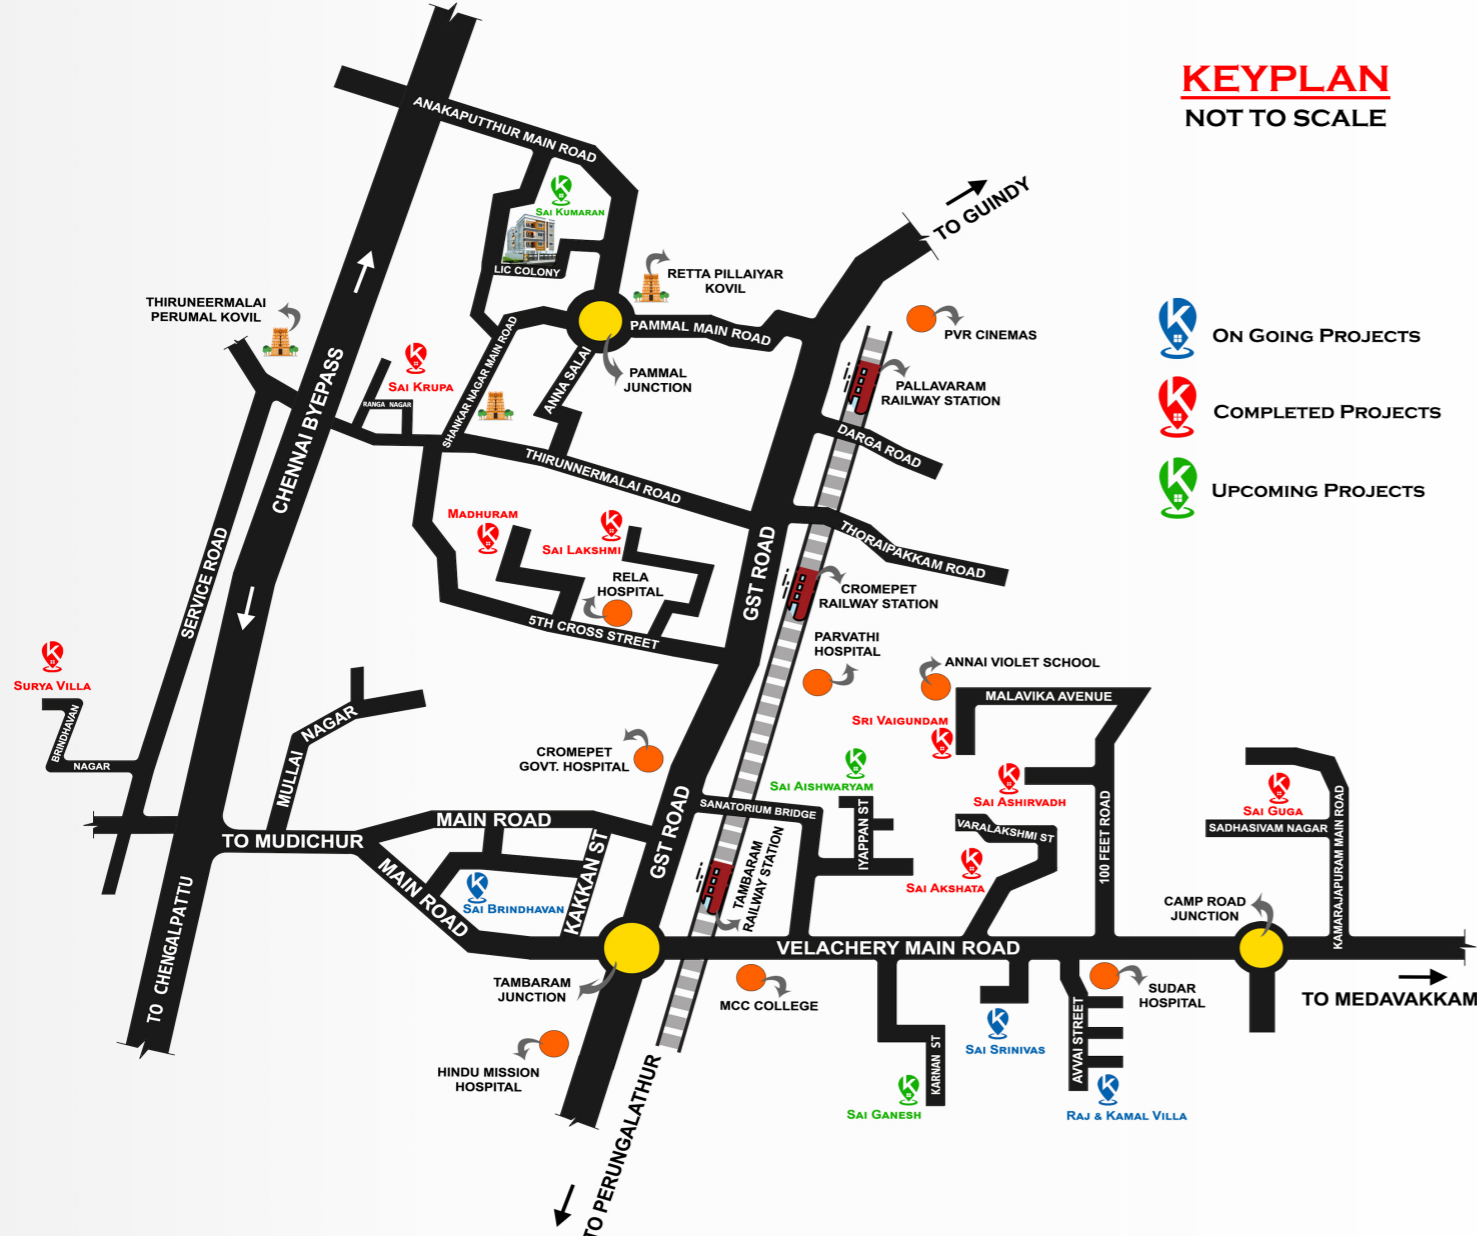 KEYPLAN
NOT TO SCALE
ANAKAPUTTHUR MAIN ROAD
SAI KUMARAN
LIC COLONY
TO GUINDY
RETTA PILLAIYAR
KOVIL
THIRUNEERMALAI
PERUMAL KOVIL
PAMMAL MAIN ROAD
PVR CINEMAS
ON GOING PROJECTS
COMPLETED PROJECTS
UPCOMING PROJECTS
CHENNAI BYEPASS
SAI KRUPA
RANGA NAGAR
SHANKAR NAGAR MAIN ROAD
ANNA SALAI
PAMMAL
JUNCTION
PALLAVARAM
RAILWAY STATION
DARGA ROAD
THIRUNNERMALAI ROAD
MADHURAM
SAI LAKSHMI
RELA
HOSPITAL
5TH CROSS STREET
GST ROAD
THORAIPAKKAM ROAD
CROMEPET
RAILWAY STATION
SERVICE ROAD
PARVATHI
HOSPITAL
ANNAI VIOLET SCHOOL
MALAVIKA AVENUE
SRI VAIGUNDAM
SURYA VILLA
BRINDHAVAN
NAGAR
MULLAI NAGAR
CROMEPET
GOVT. HOSPITAL
SAI AISHWARYAM
SAI ASHIRVADH
SAI GUGA
SADHASIVAM NAGAR
KAMARAJAPURAM MAIN ROAD
SANATORIUM BRIDGE
IYAPPAN ST
VARALAKSHMI ST
100 FEET ROAD
TO MUDICHUR
MAIN ROAD
MAIN ROAD
KAKKAN ST
GST ROAD
TAMBARAM
RAILWAY STATION
SAI BRINDHAVAN
SAI AKSHATA
CAMP ROAD
JUNCTION
VELACHERY MAIN ROAD
TO CHENGALPATTU
TAMBARAM
JUNCTION
MCC COLLEGE
SUDAR
HOSPITAL
TO MEDAVAKKAM
HINDU MISSION
HOSPITAL
SAI SRINIVAS
AVVAI STREET
KARNAN ST
SAI GANESH
RAJ & KAMAL VILLA
TO PERUNGALATHUR